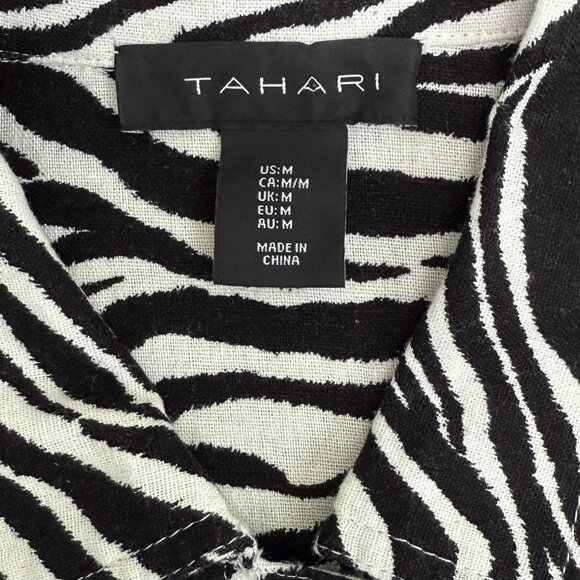 TAHARI
US: M
CA: M/M
UK: M
EU: M
AU: M
MADE IN
CHINA